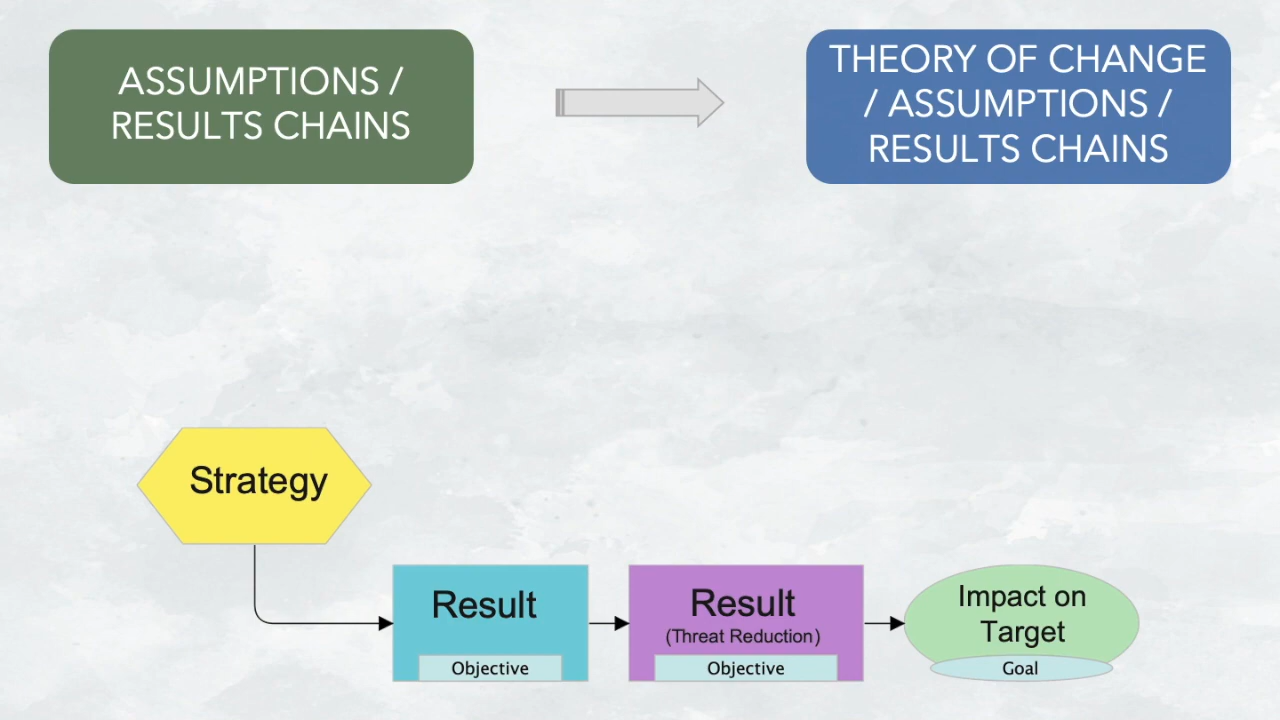 ASSUMPTIONS /
RESULTS CHAINS
THEORY OF CHANGE
/ ASSUMPTIONS /
RESULTS CHAINS
Strategy
Result
Objective
Result
(Threat Reduction)
Objective
Impact on
Target
Goal